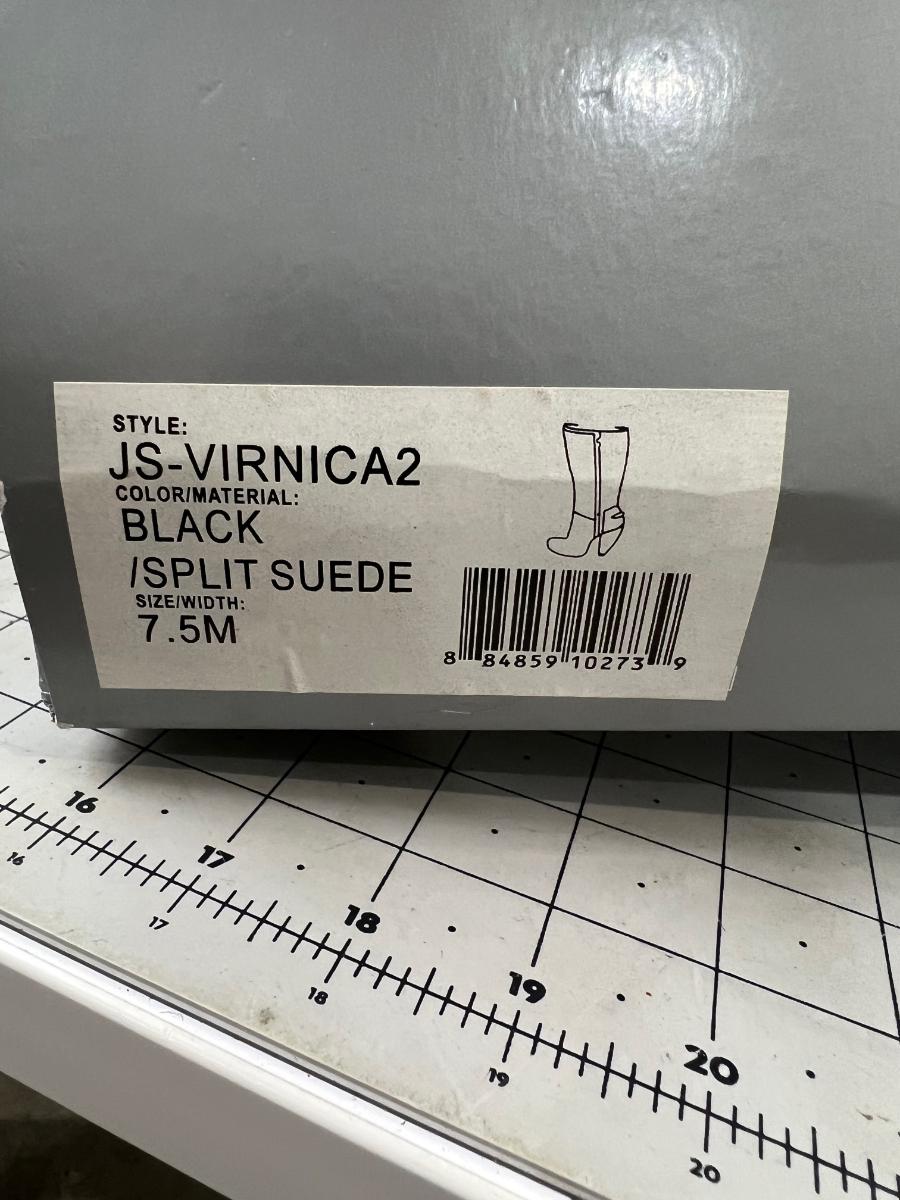 STYLE:
JS-VIRNICA2
COLOR/MATERIAL:
BLACK
/SPLIT SUEDE
SIZE/WIDTH:
7.5M
8 84859 10273 9
16
17
18
19
20
16
17
18
19
20